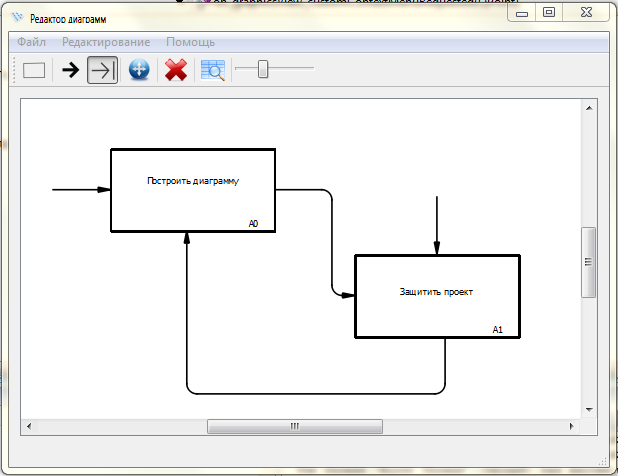 Редактор диаграмм
Файл Редактирование Помощь
Построить диаграмму
A0
Защитить проект
A1